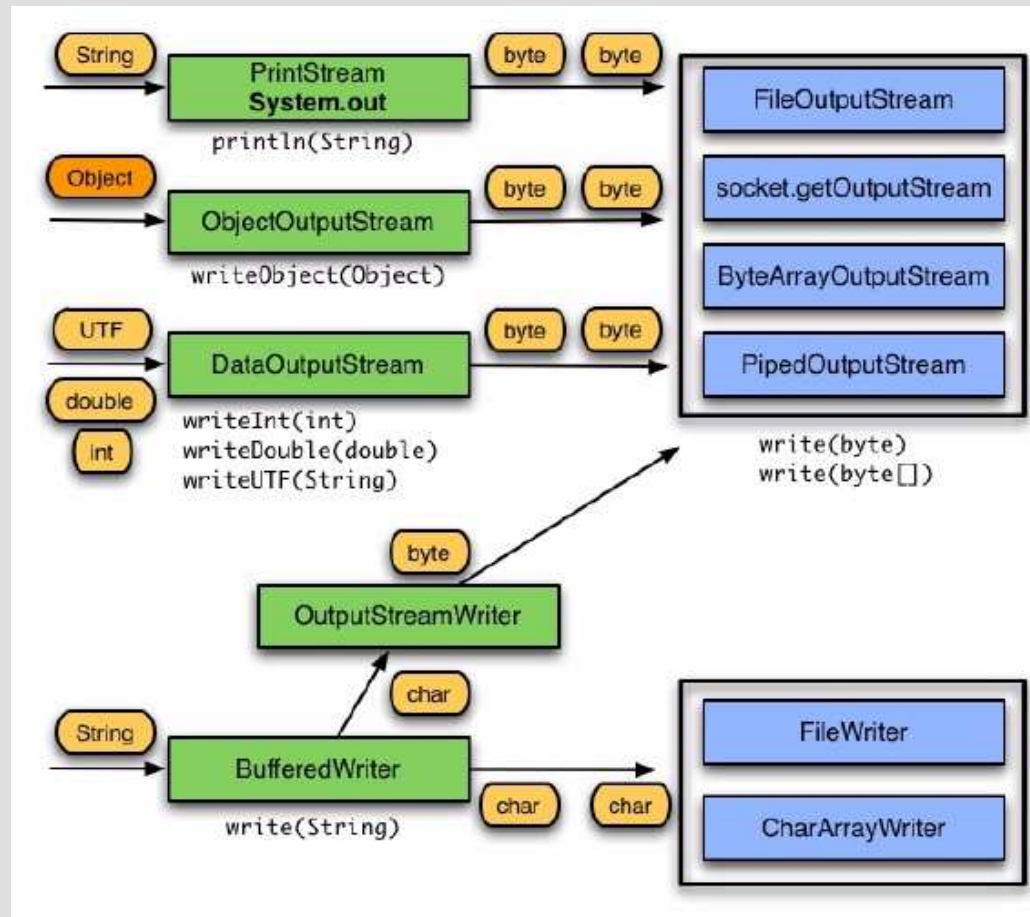 String
byte
byte
PrintStream
System.out
println(String)
FileOutputStream
Object
byte
byte
ObjectOutputStream
writeObject(Object)
socket.getOutputStream
ByteArrayOutputStream
UTF
byte
byte
DataOutputStream
PipedOutputStream
double
int
writeInt(int)
writeDouble(double)
writeUTF(String)
write(byte)
write(byte[])
byte
OutputStreamWriter
char
String
BufferedWriter
write(String)
char
char
FileWriter
CharArrayWriter